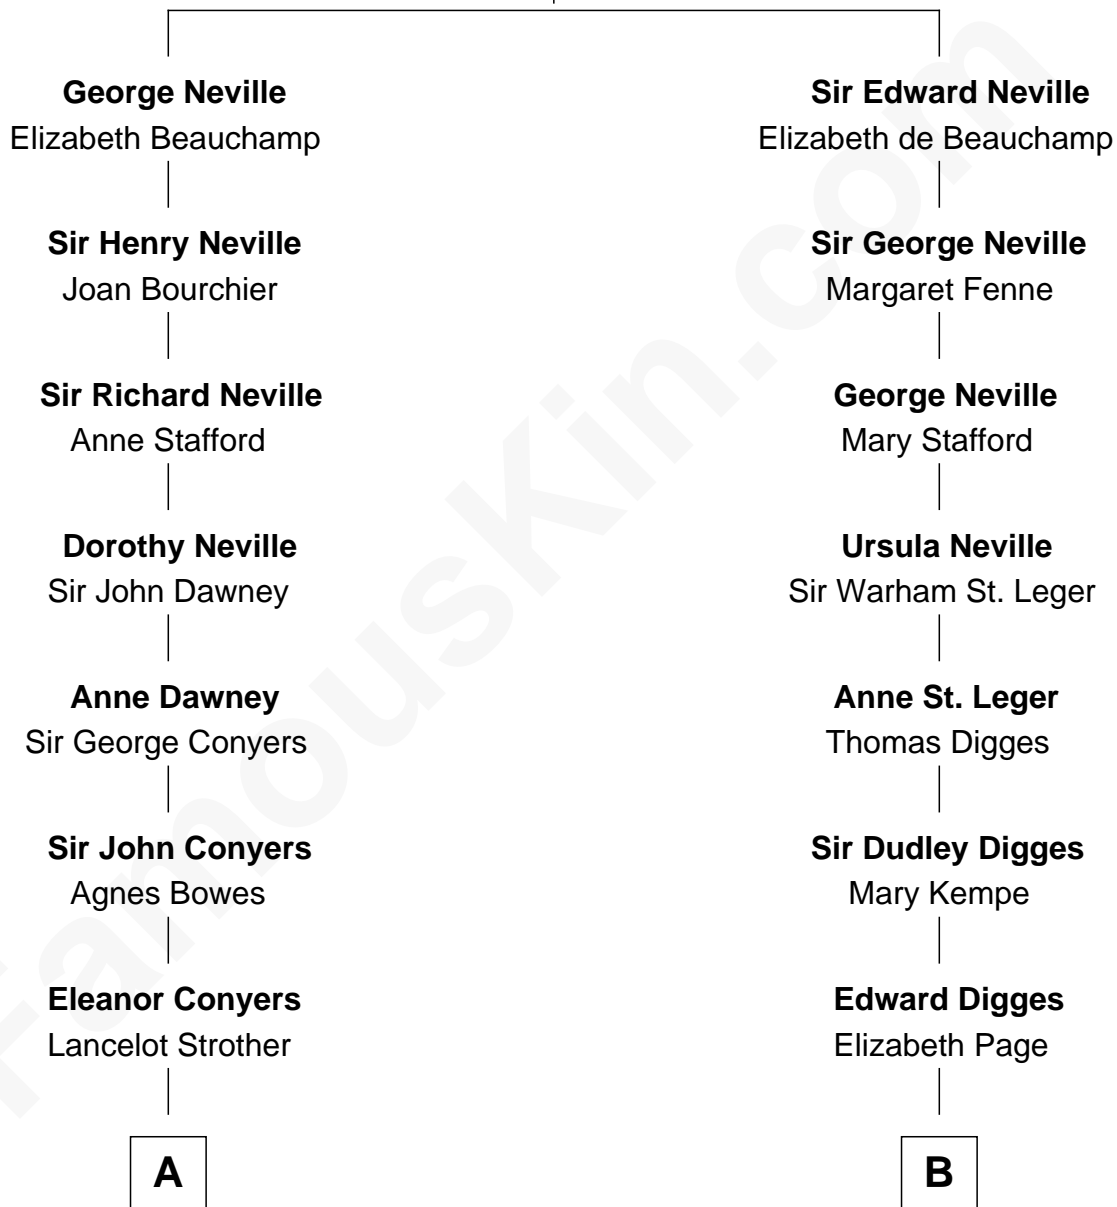 George Neville
Elizabeth Beauchamp
Sir Henry Neville
Joan Bourchier
Sir Richard Neville
Anne Stafford
Dorothy Neville
Sir John Dawney
Anne Dawney
Sir George Conyers
Sir John Conyers
Agnes Bowes
Eleanor Conyers
Lancelot Strother
A
Sir Edward Neville
Elizabeth de Beauchamp
Sir George Neville
Margaret Fenne
George Neville
Mary Stafford
Ursula Neville
Sir Warham St. Leger
Anne St. Leger
Thomas Digges
Sir Dudley Digges
Mary Kempe
Edward Digges
Elizabeth Page
B
FamousKin.com